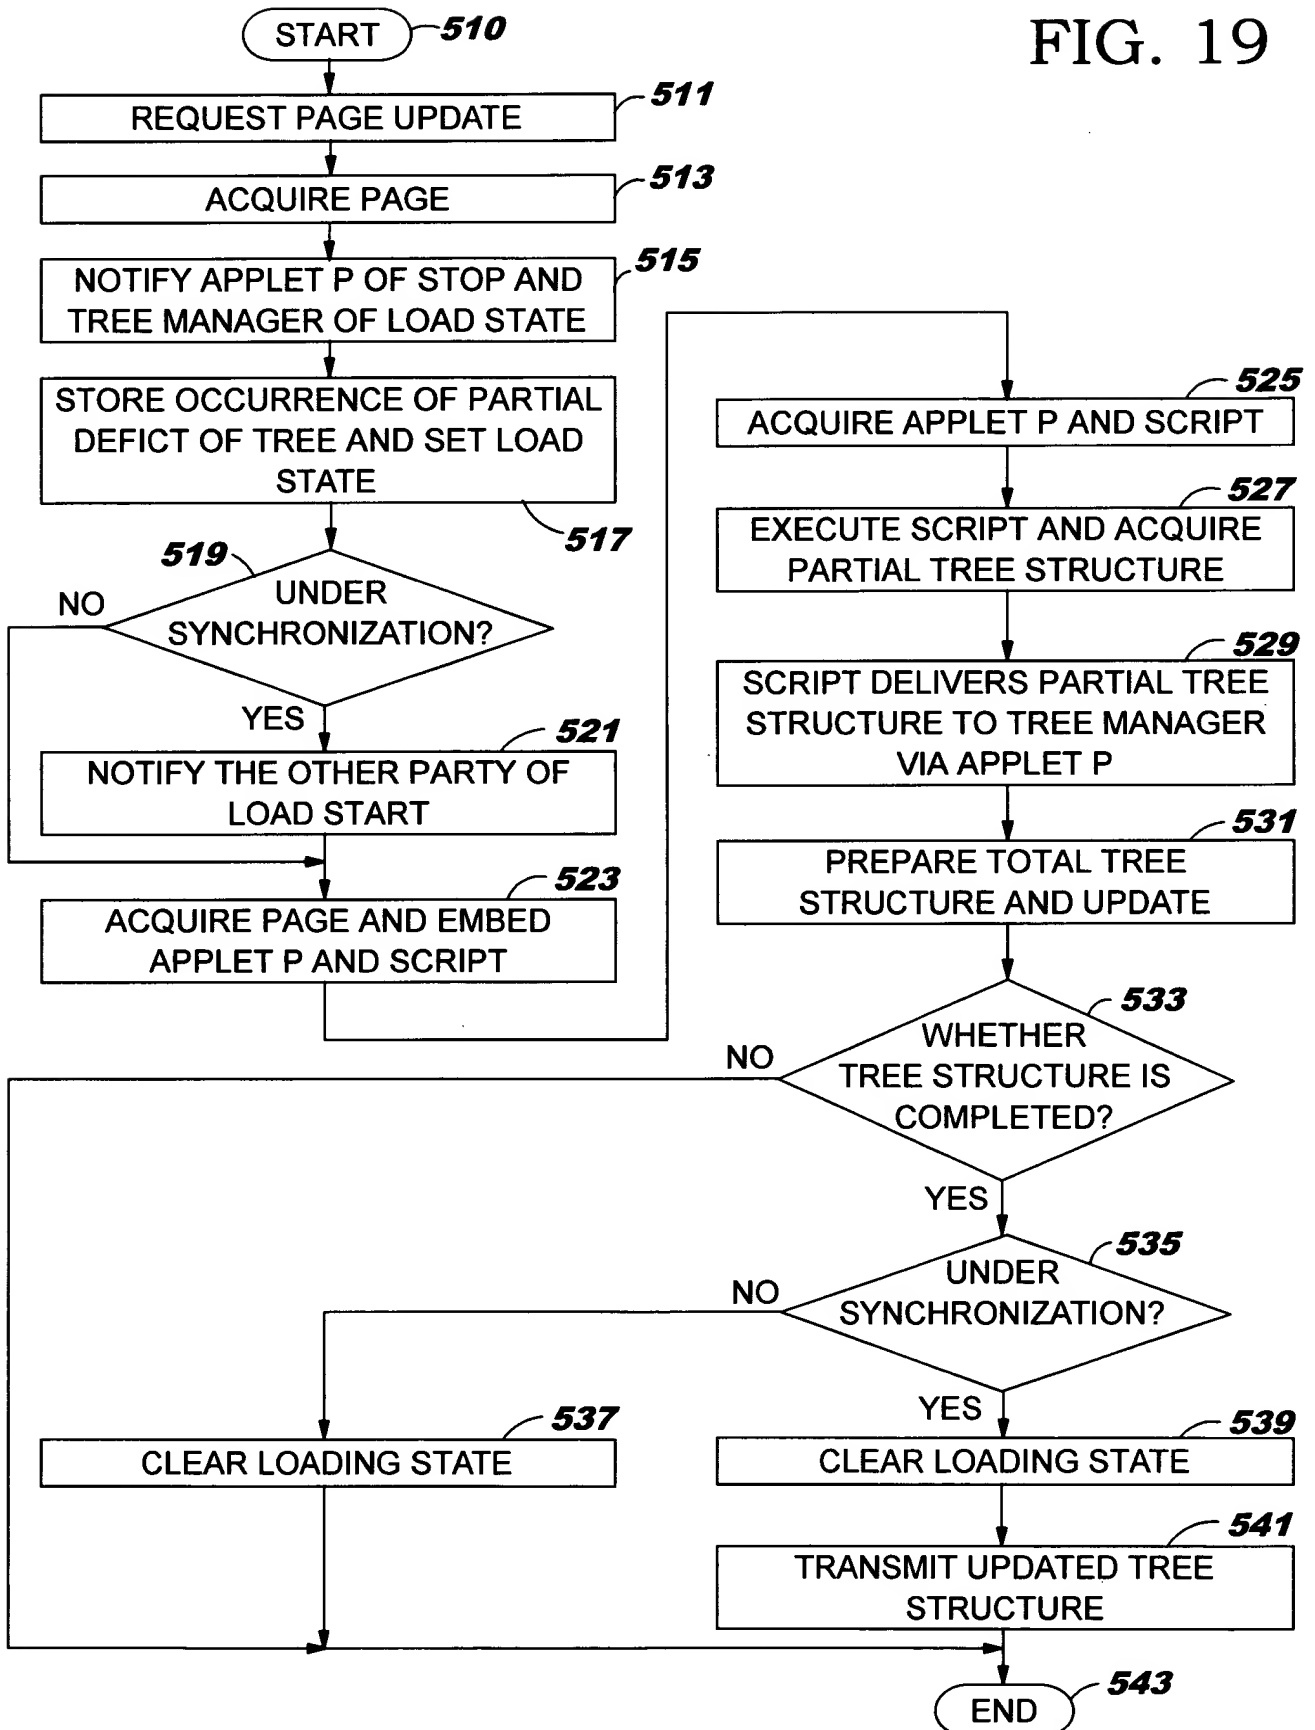 FIG. 19
START
510
REQUEST PAGE UPDATE
511
ACQUIRE PAGE
513
NOTIFY APPLET P OF STOP AND
TREE MANAGER OF LOAD STATE
515
STORE OCCURRENCE OF PARTIAL
DEFICT OF TREE AND SET LOAD
STATE
517
519
UNDER
SYNCHRONIZATION?
NO
YES
521
NOTIFY THE OTHER PARTY OF
LOAD START
523
ACQUIRE PAGE AND EMBED
APPLET P AND SCRIPT
525
ACQUIRE APPLET P AND SCRIPT
527
EXECUTE SCRIPT AND ACQUIRE
PARTIAL TREE STRUCTURE
529
SCRIPT DELIVERS PARTIAL TREE
STRUCTURE TO TREE MANAGER
VIA APPLET P
531
PREPARE TOTAL TREE
STRUCTURE AND UPDATE
533
WHETHER
TREE STRUCTURE IS
COMPLETED?
NO
YES
535
UNDER
SYNCHRONIZATION?
NO
YES
537
CLEAR LOADING STATE
539
CLEAR LOADING STATE
541
TRANSMIT UPDATED TREE
STRUCTURE
END
543